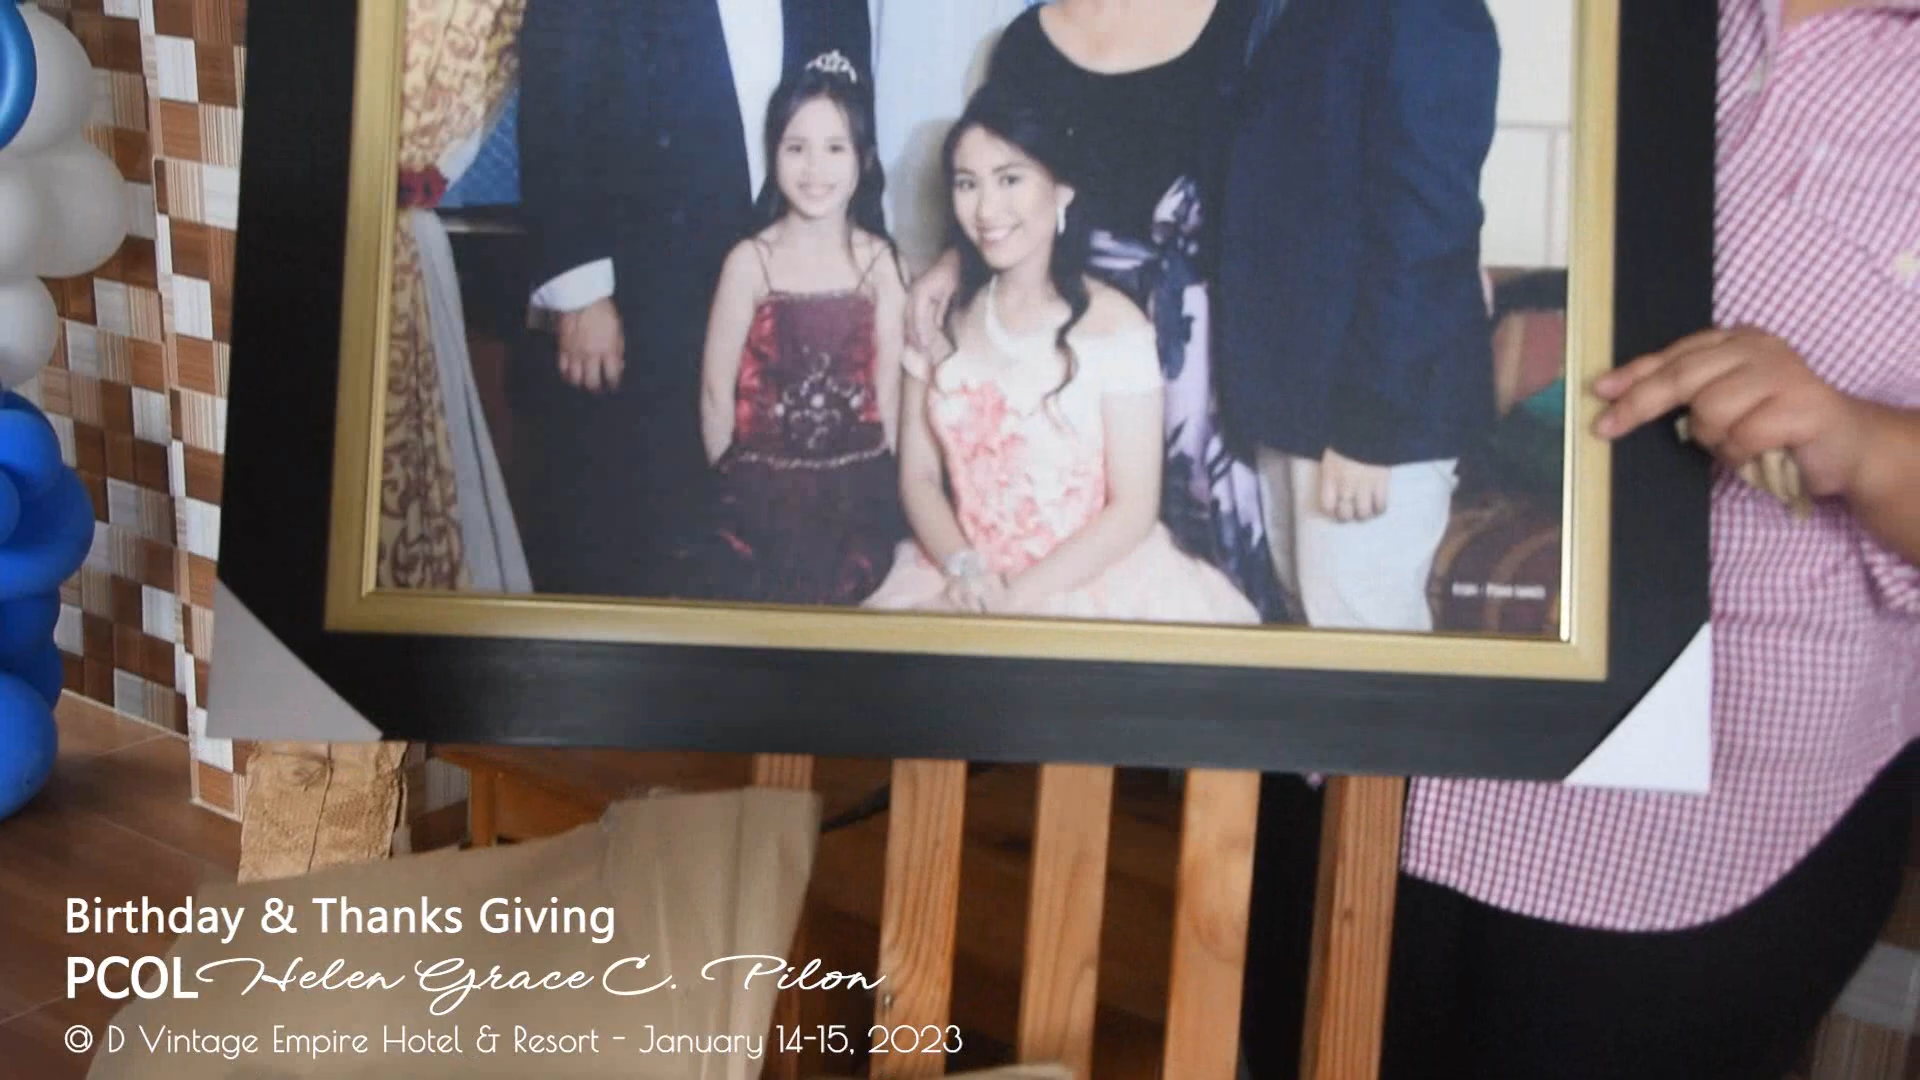 Birthday & Thanks Giving
PCOL Helen Grace C. Pilon
@ D Vintage Empire Hotel & Resort - January 14-15, 2023